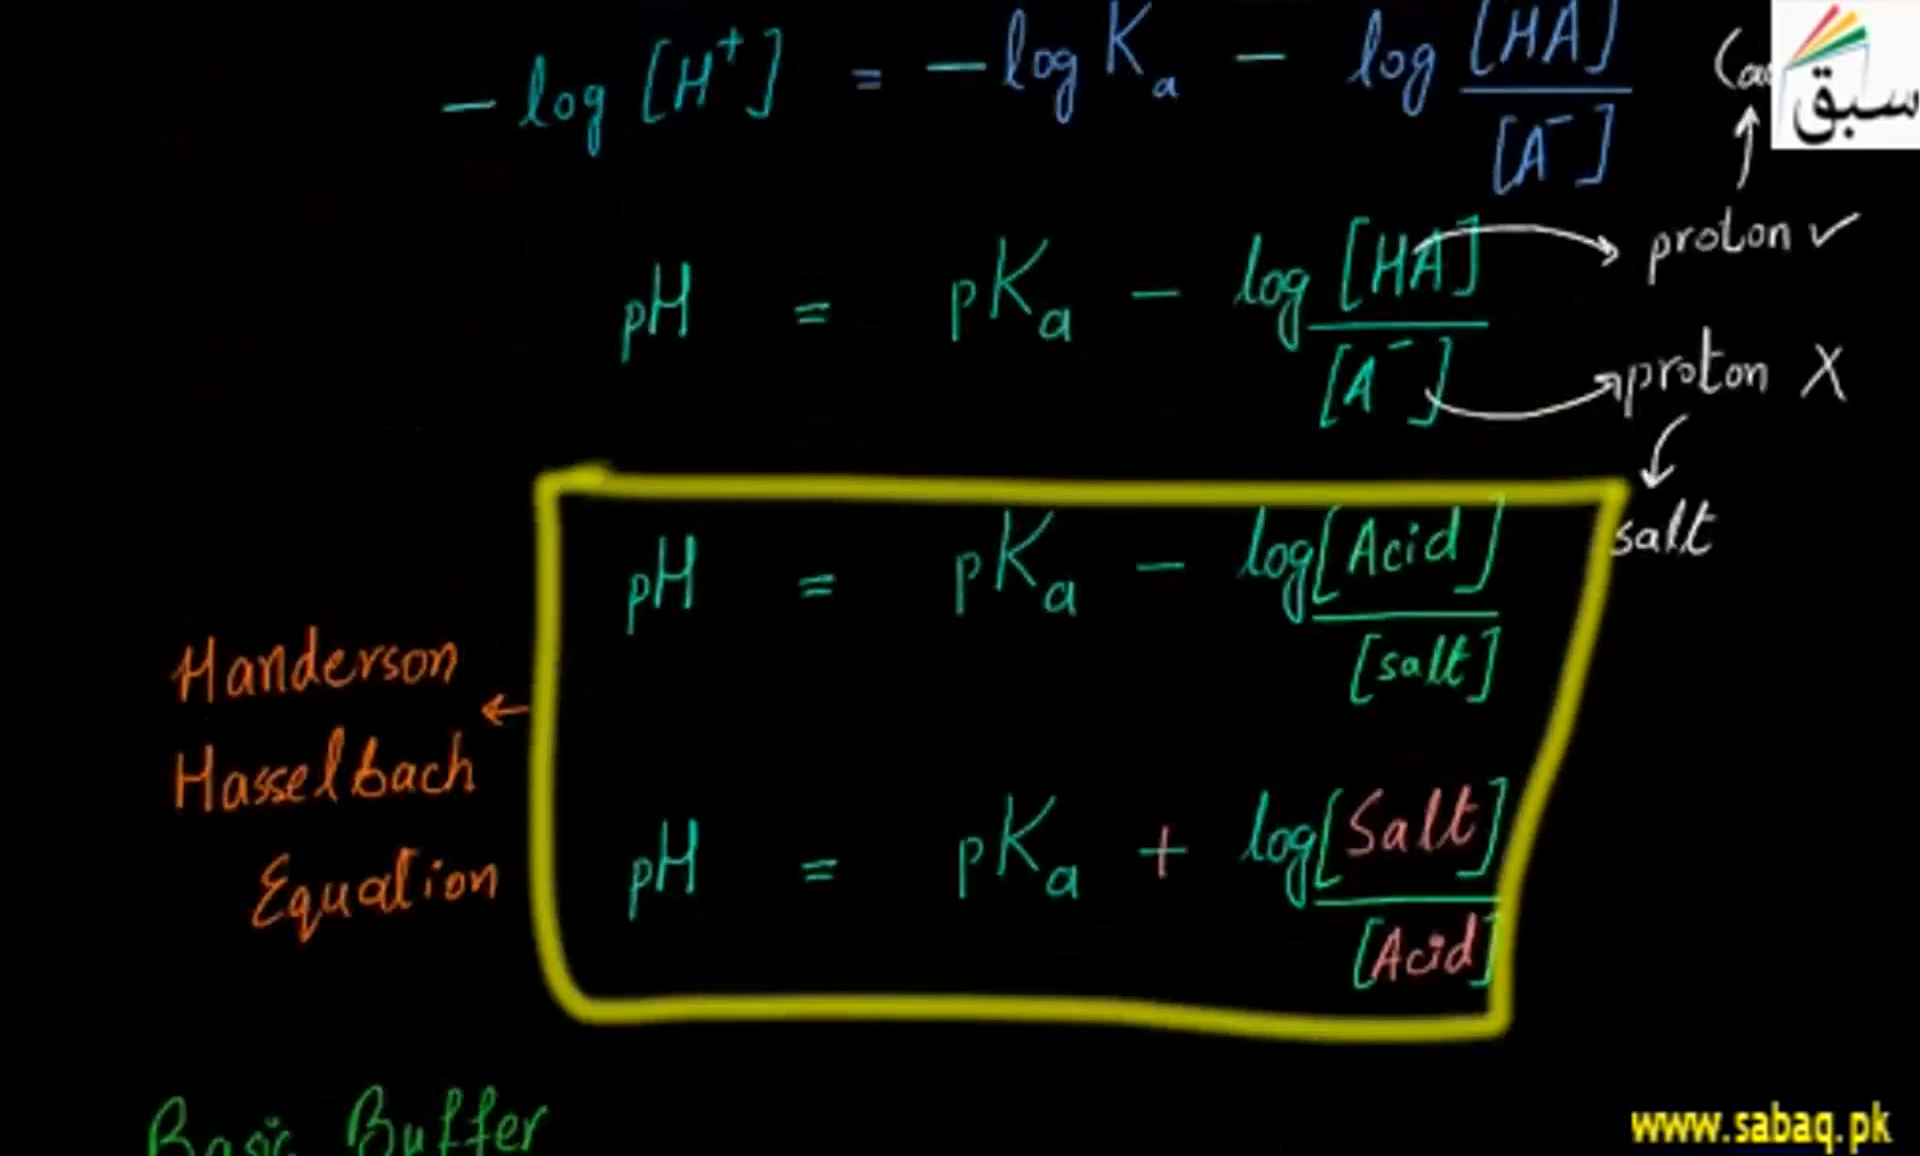 - log [H⁺] = - log Ka - log [HA]/[A⁻]
سبق
proton ✓
pH = pKa - log [HA]/[A⁻]
proton X
salt
pH = pKa - log [Acid]/[salt]
Handerson
Hasselbach
Equation
pH = pKa + log [Salt]/[Acid]
Basic Buffer
www.sabaq.pk